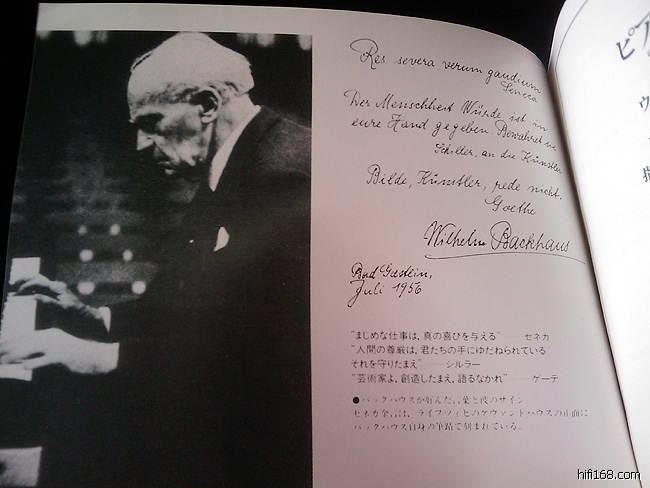 Res severa verum gaudium
Seneca
Der Menschheit Würde ist in
eure Hand gegeben. Bewahret sie
Schiller, an die Künstler
Bilde, Künstler, rede nicht.
Goethe
Wilhelm Backhaus
Bad Gastein,
Juli 1956
"まじめな仕事は、真の喜びを与える" ── セネカ
"人間の尊厳は、君たちの手にゆだねられている
それを守りたまえ" ── シルラー
"芸術家よ、創造したまえ、語るなかれ" ── ゲーテ
●バックハウスが好んだ言葉と彼のサイン
セネカの言は、ライプツィヒのゲヴァントハウスの正面に
バックハウス自身の筆蹟で刻まれている。
ピア
hifi168.com